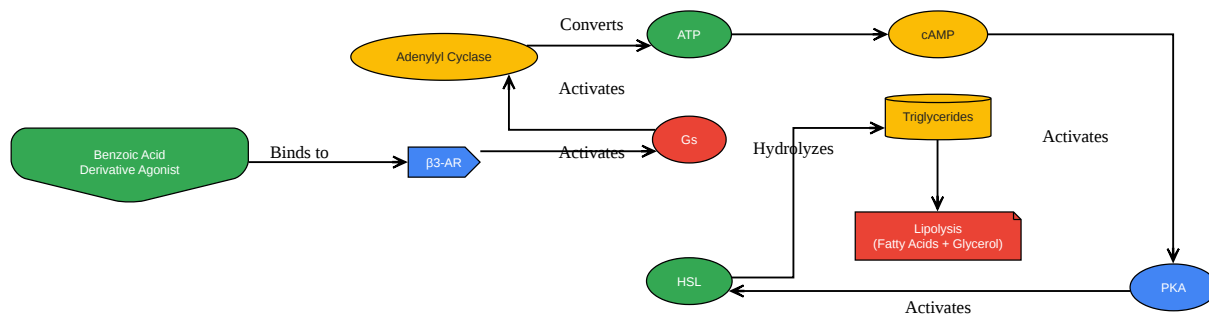 Converts
ATP
cAMP
Adenylyl Cyclase
Activates
Triglycerides
Activates
Gs
Hydrolyzes
Benzoic Acid
Derivative Agonist
Binds to
β3-AR
Activates
Lipolysis
(Fatty Acids + Glycerol)
HSL
PKA
Activates